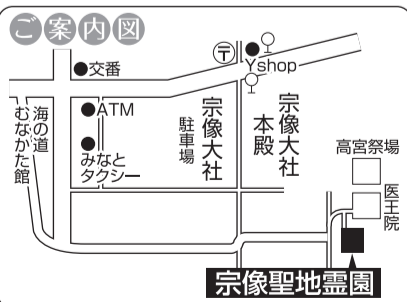 ご案内図
〒
Yshop
交番
ATM
みなと
タクシー
海の道
むなかた館
宗像大社
駐車場
宗像大社
本殿
高宮祭場
医王院
宗像聖地霊園